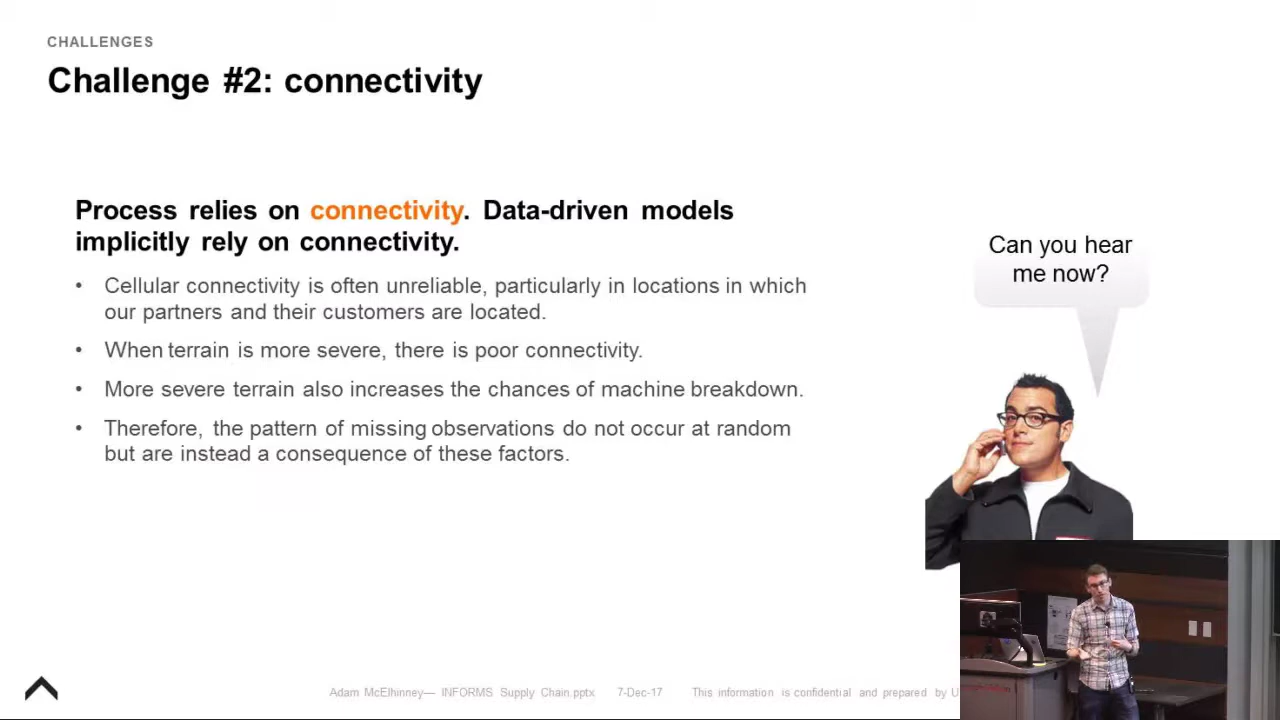 CHALLENGES
Challenge #2: connectivity
Process relies on connectivity. Data-driven models
implicitly rely on connectivity.
• Cellular connectivity is often unreliable, particularly in locations in which
our partners and their customers are located.
• When terrain is more severe, there is poor connectivity.
• More severe terrain also increases the chances of machine breakdown.
• Therefore, the pattern of missing observations do not occur at random
but are instead a consequence of these factors.
Can you hear
me now?
Adam McElhinney— INFORMS Supply Chain.pptx 7-Dec-17 This information is confidential and prepared by U